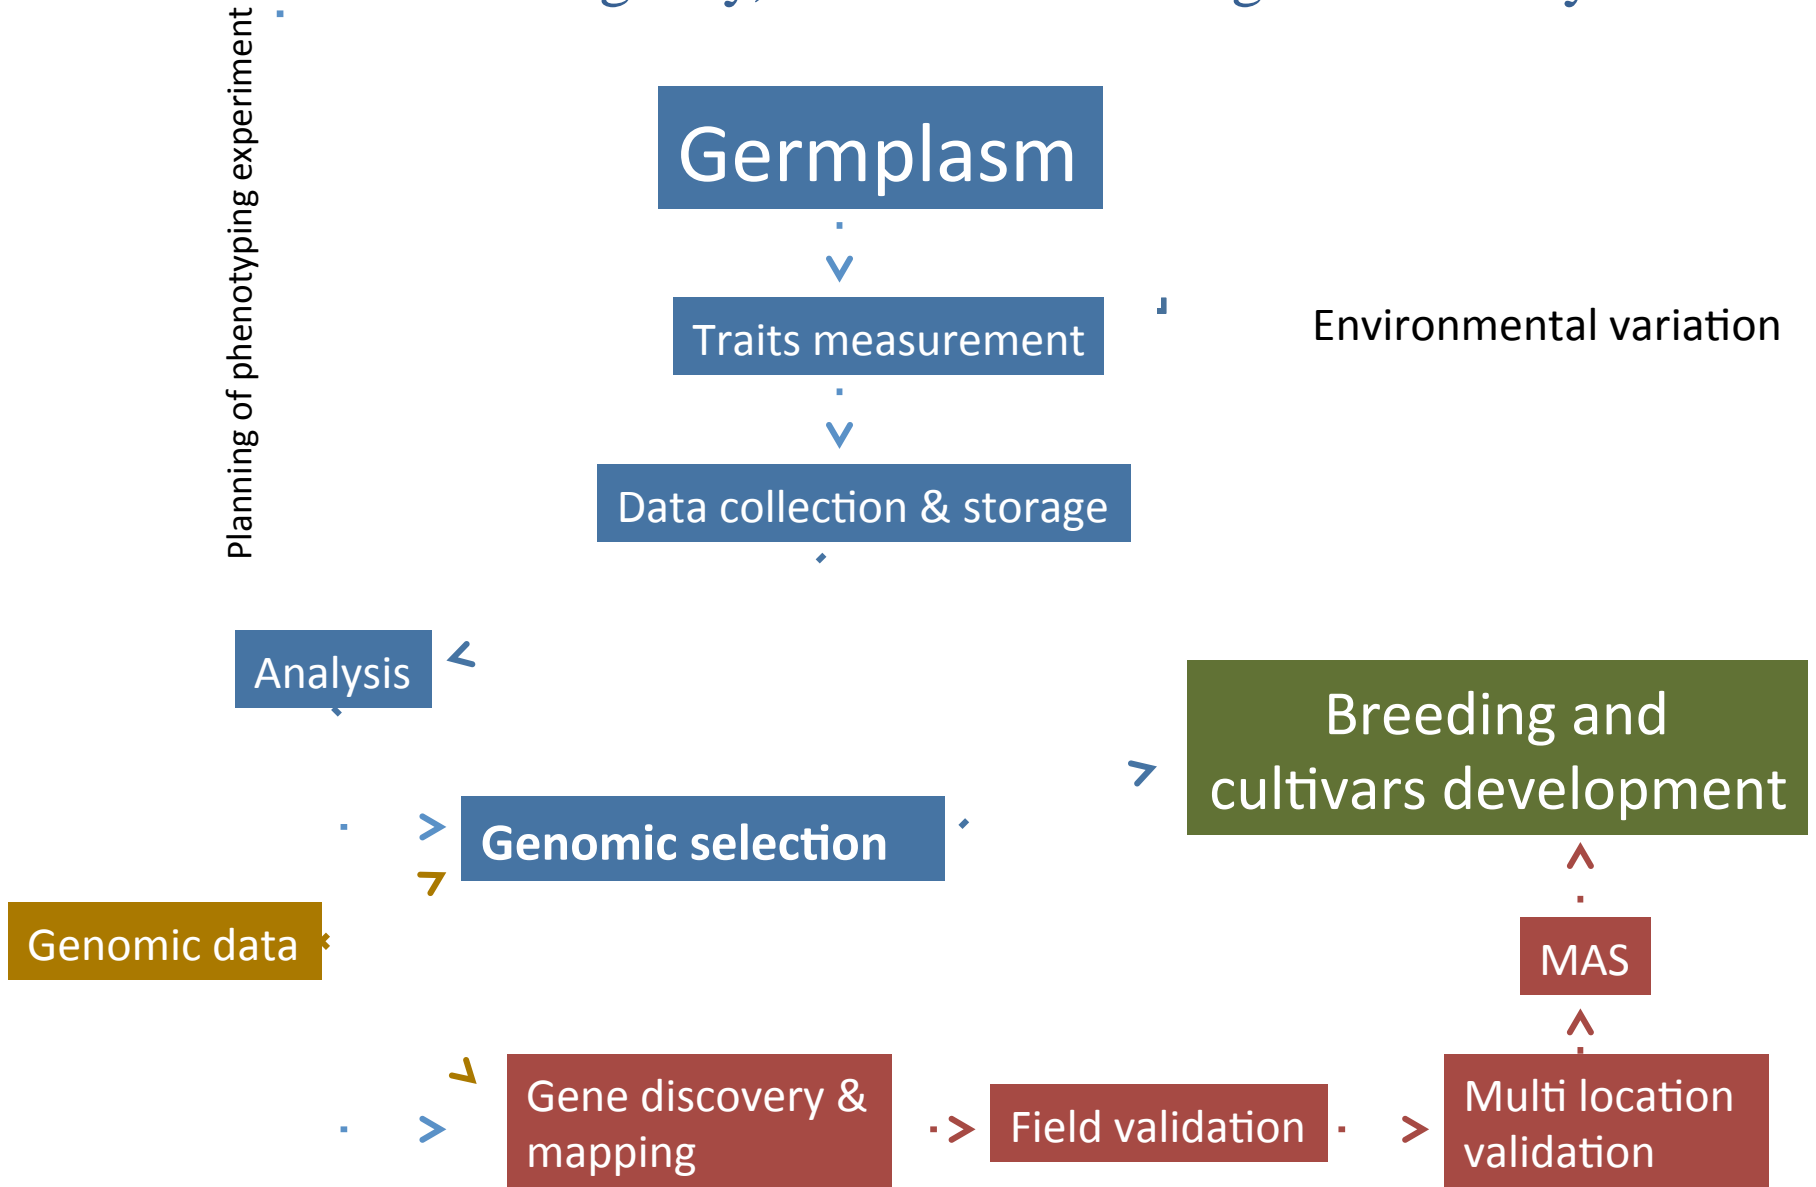 Planning of phenotyping experiment
Germplasm
Traits measurement
Environmental variation
Data collection & storage
Analysis
Breeding and
cultivars development
Genomic selection
Genomic data
MAS
Gene discovery &
mapping
Field validation
Multi location
validation